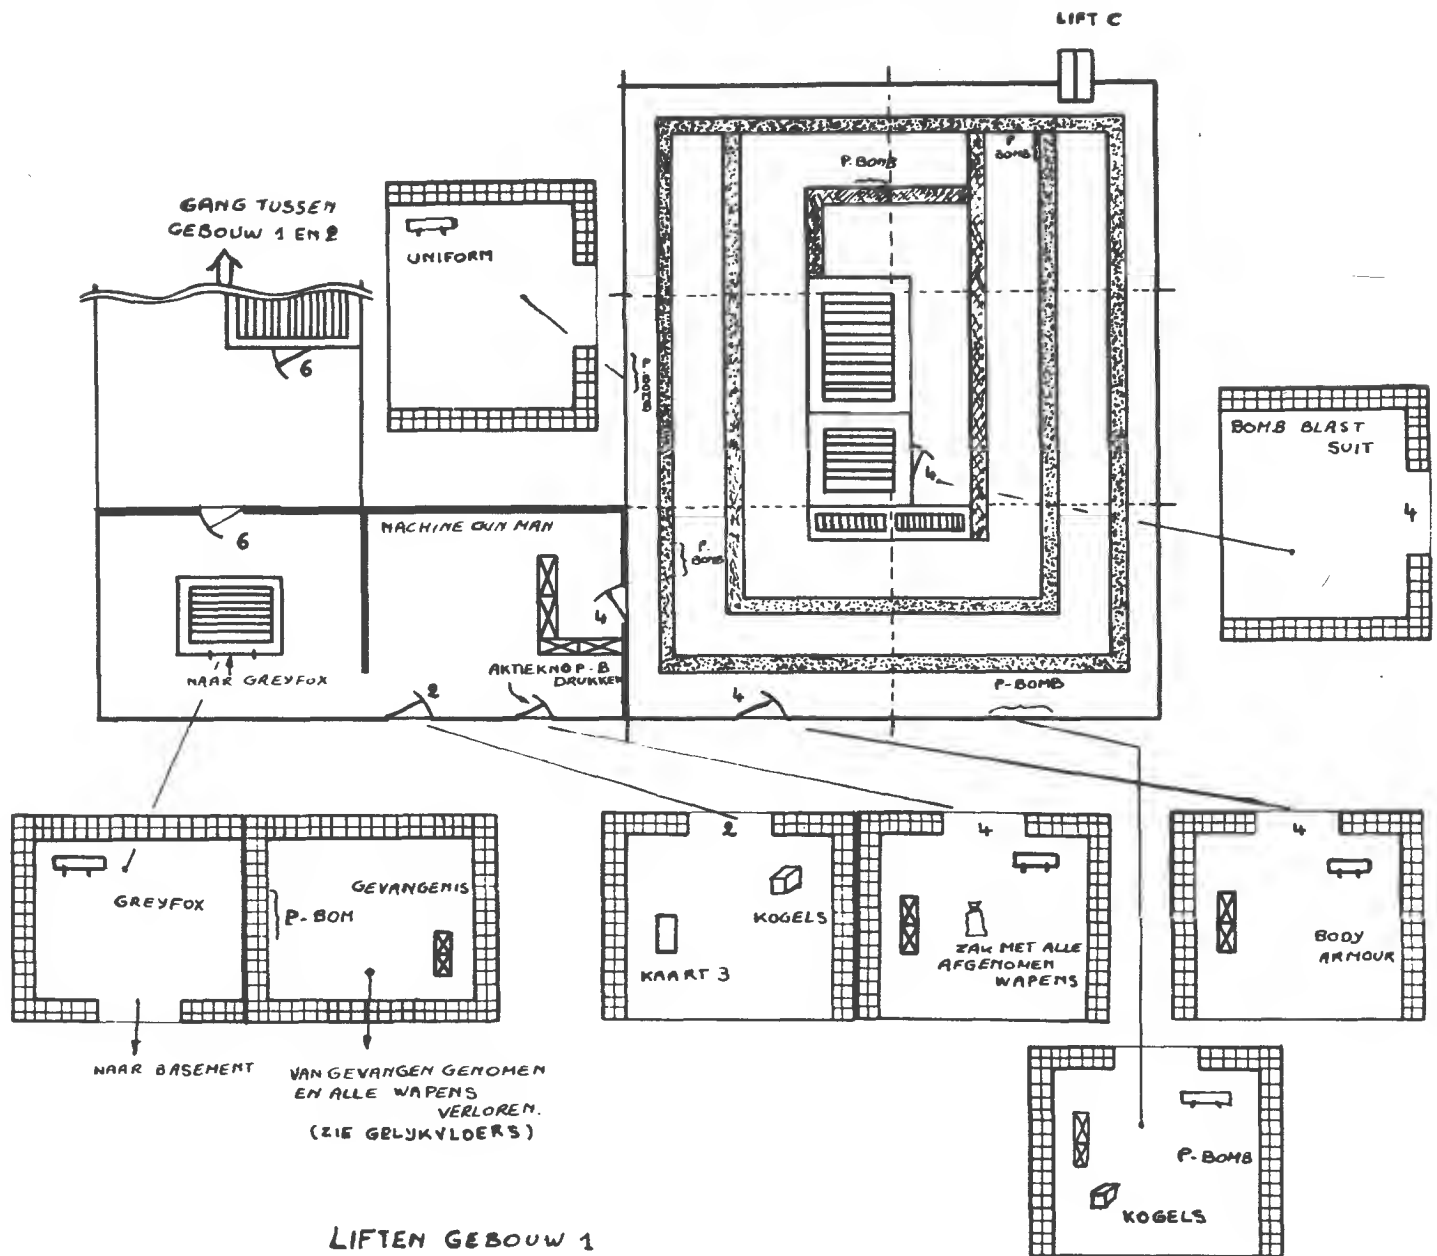 LIFT C
P.BOMB
P
BOMB
GANG TUSSEN
GEBOUW 1 EN 2
UNIFORM
6
P.BOMB
BOMB BLAST
SUIT
4
4
6
MACHINE GUN MAN
P.
BOMB
4
NAAR GREYFOX
AKTIEKNOP-B
DRUKKEN
2
4
P-BOMB
GREYFOX
GEVANGENIS
P-BOM
2
KOGELS
KAART 3
4
ZAK MET ALLE
AFGENOMEN
WAPENS
4
BODY
ARMOUR
NAAR BASEMENT
VAN GEVANGEN GENOMEN
EN ALLE WAPENS
VERLOREN.
(ZIE GELIJKVLOERS)
P-BOMB
KOGELS
LIFTEN GEBOUW 1